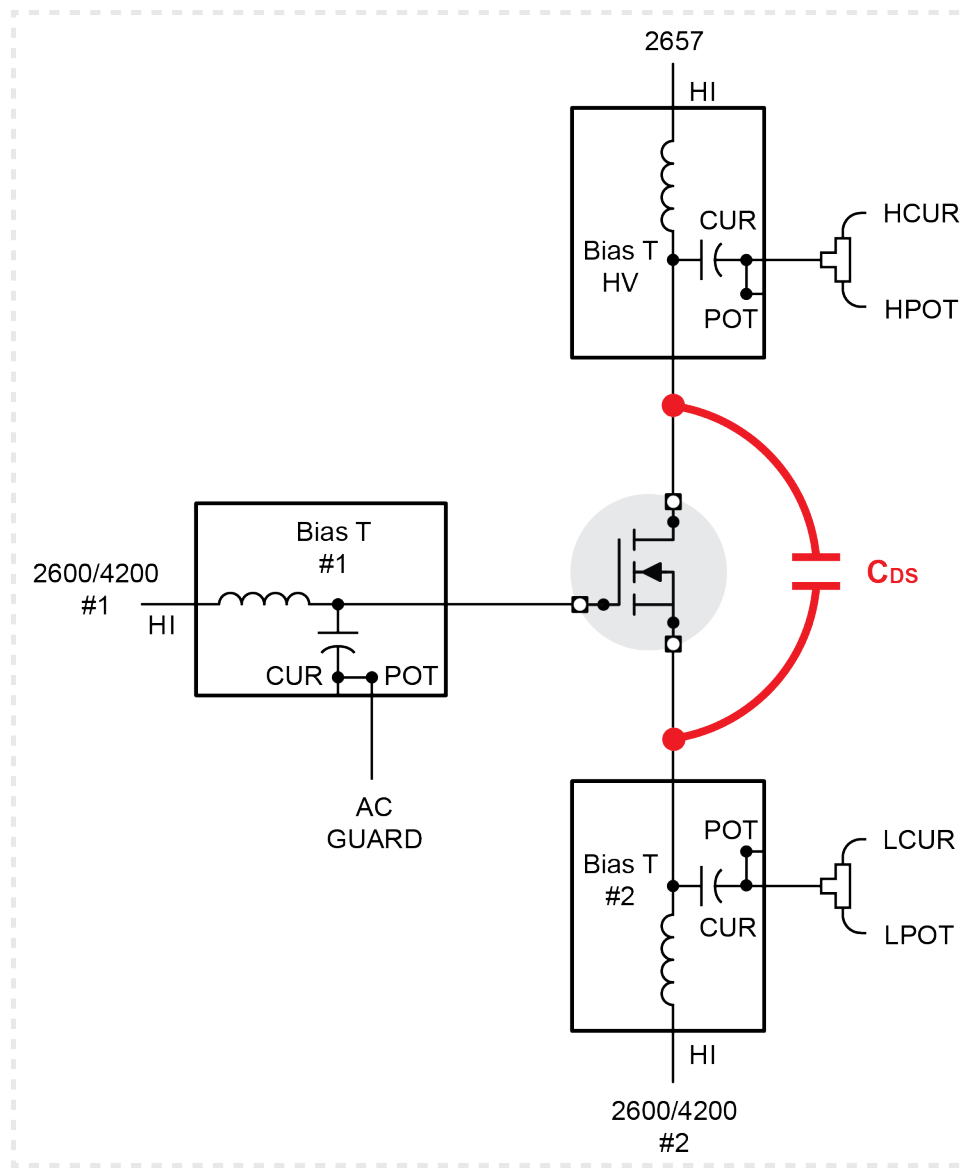 2657
HI
CUR
HCUR
Bias T
HV
POT
HPOT
Bias T
#1
2600/4200
#1
HI
CUR
POT
CDS
AC
GUARD
POT
LCUR
Bias T
#2
CUR
LPOT
HI
2600/4200
#2